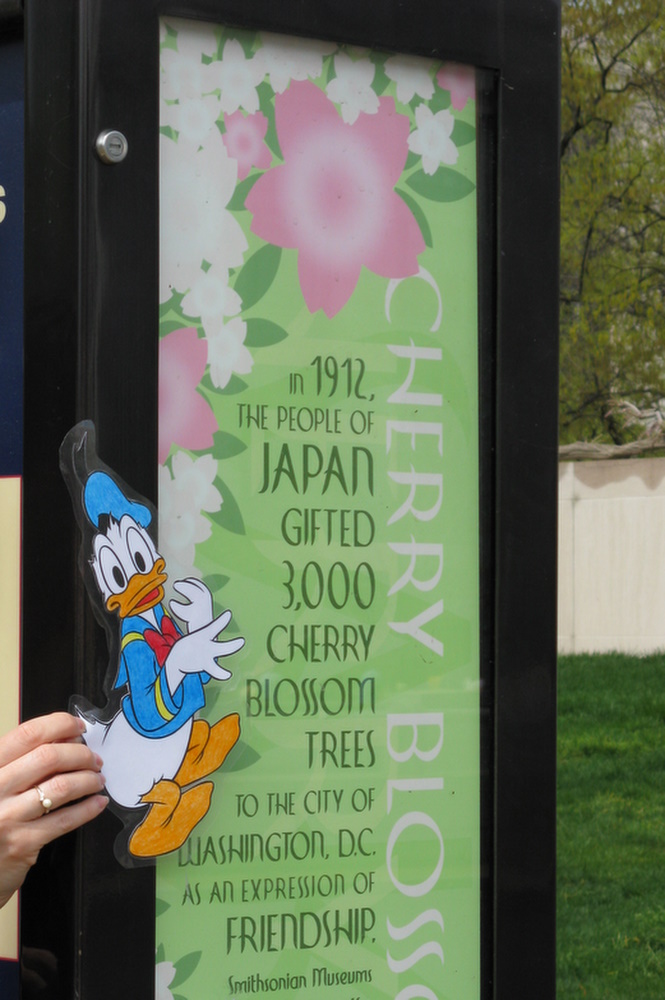 in 1912,
THE PEOPLE OF
JAPAN
GIFTED
3,000
CHERRY
BLOSSOM
TREES
TO THE CITY OF
WASHINGTON, D.C.
AS AN EXPRESSION OF
FRIENDSHIP.
Smithsonian Museums
CHERRY BLOSS
S